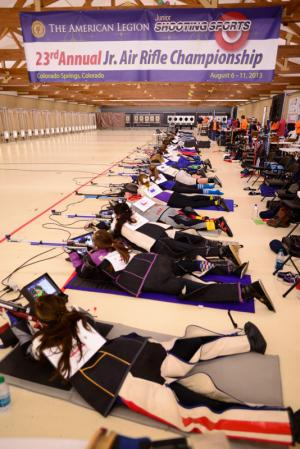 THE AMERICAN LEGION
Junior
SHOOTING SPORTS
23rd Annual Jr. Air Rifle Championship
Colorado Springs, Colorado
August 6 – 11, 2013